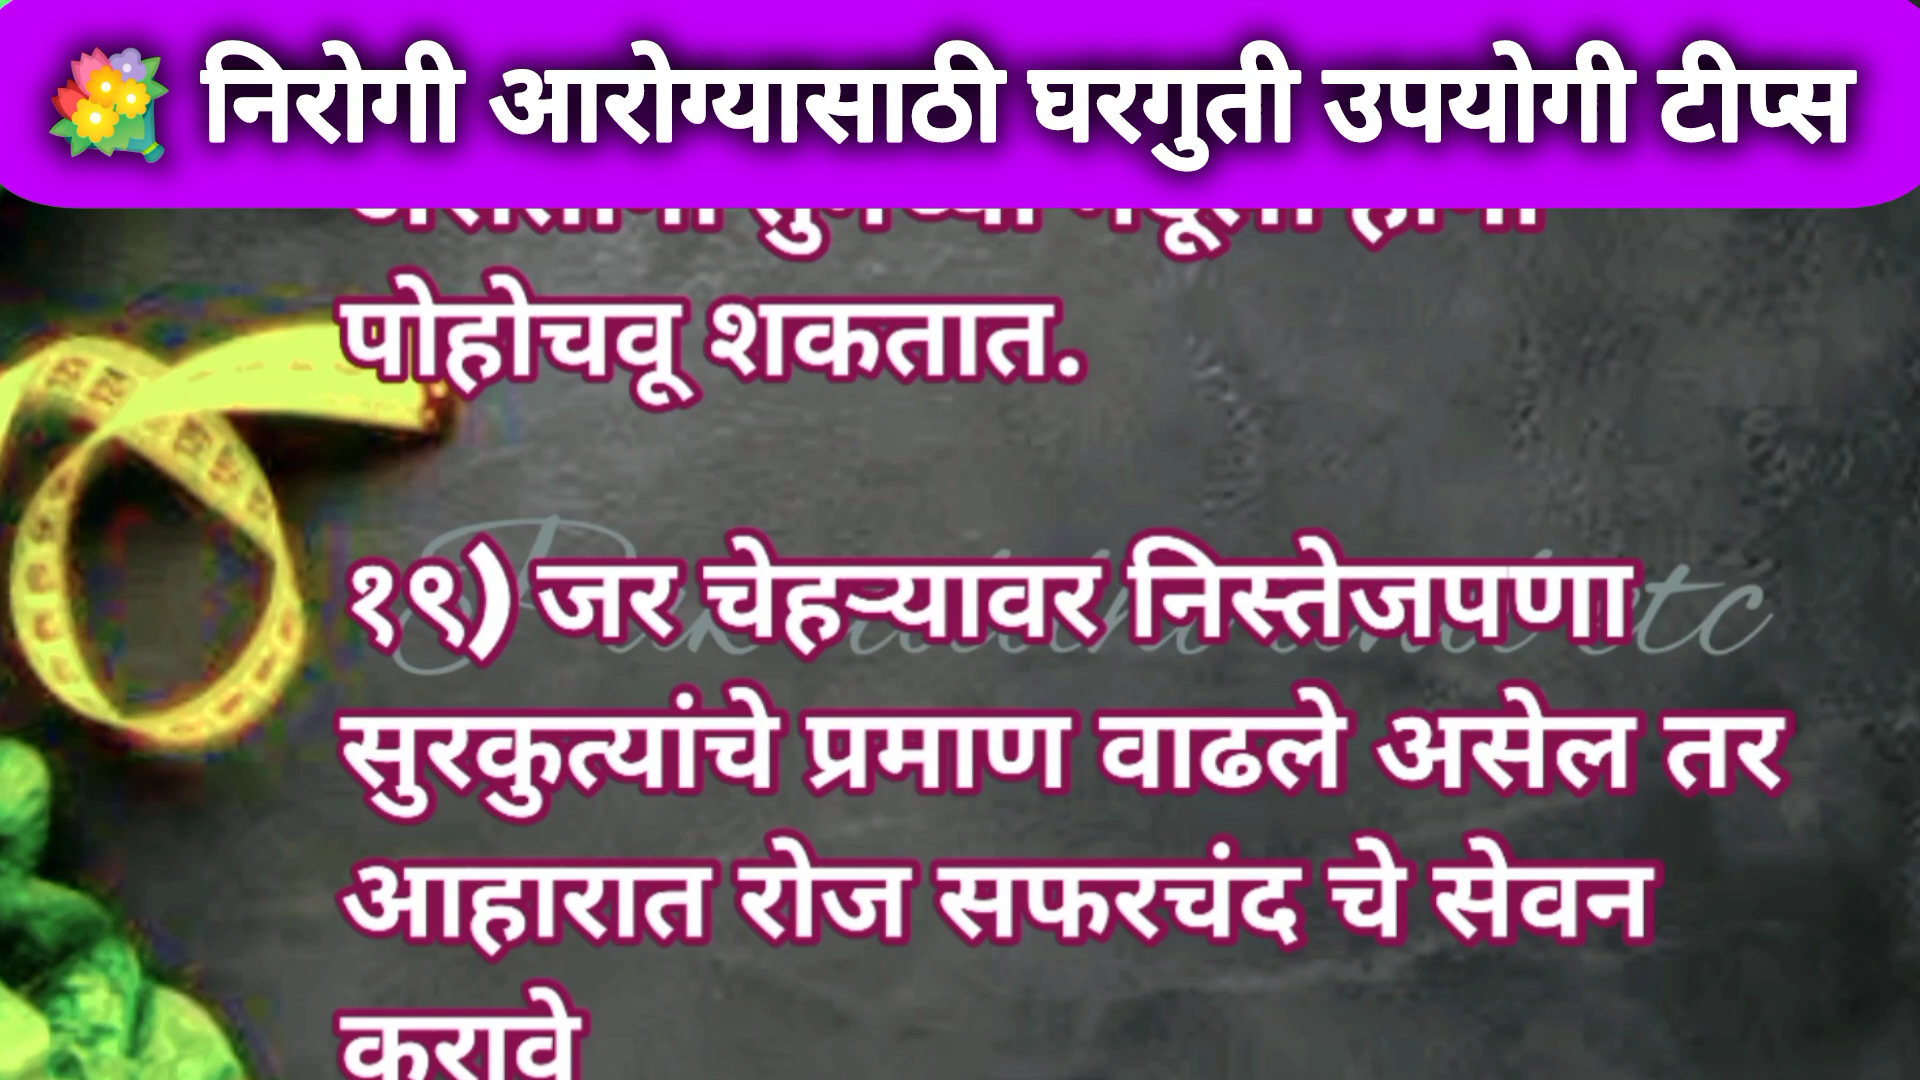 💐 निरोगी आरोग्यासाठी घरगुती उपयोगी टीप्स
पोहोचवू शकतात.
१९) जर चेहऱ्यावर निस्तेजपणा
सुरकुत्यांचे प्रमाण वाढले असेल तर
आहारात रोज सफरचंद चे सेवन
करावे